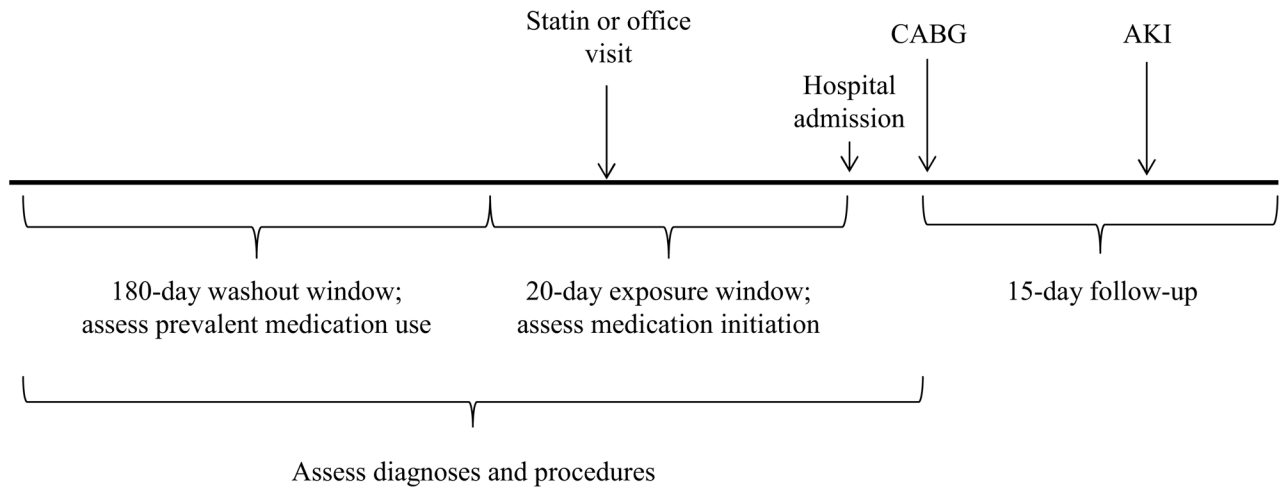 Statin or office
visit
Hospital
admission
CABG
AKI
180-day washout window;
assess prevalent medication use
20-day exposure window;
assess medication initiation
15-day follow-up
Assess diagnoses and procedures